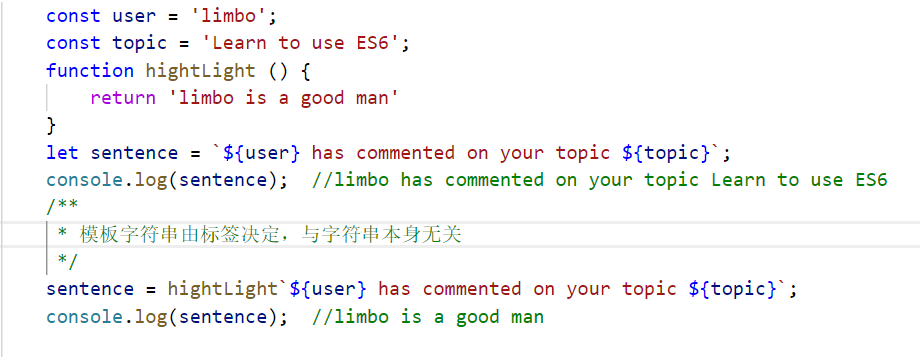 const user = 'limbo';
const topic = 'Learn to use ES6';
function hightLight () {
    return 'limbo is a good man'
}
let sentence = `${user} has commented on your topic ${topic}`;
console.log(sentence);  //limbo has commented on your topic Learn to use ES6
/**
 * 模板字符串由标签决定，与字符串本身无关
 */
sentence = hightLight`${user} has commented on your topic ${topic}`;
console.log(sentence);  //limbo is a good man